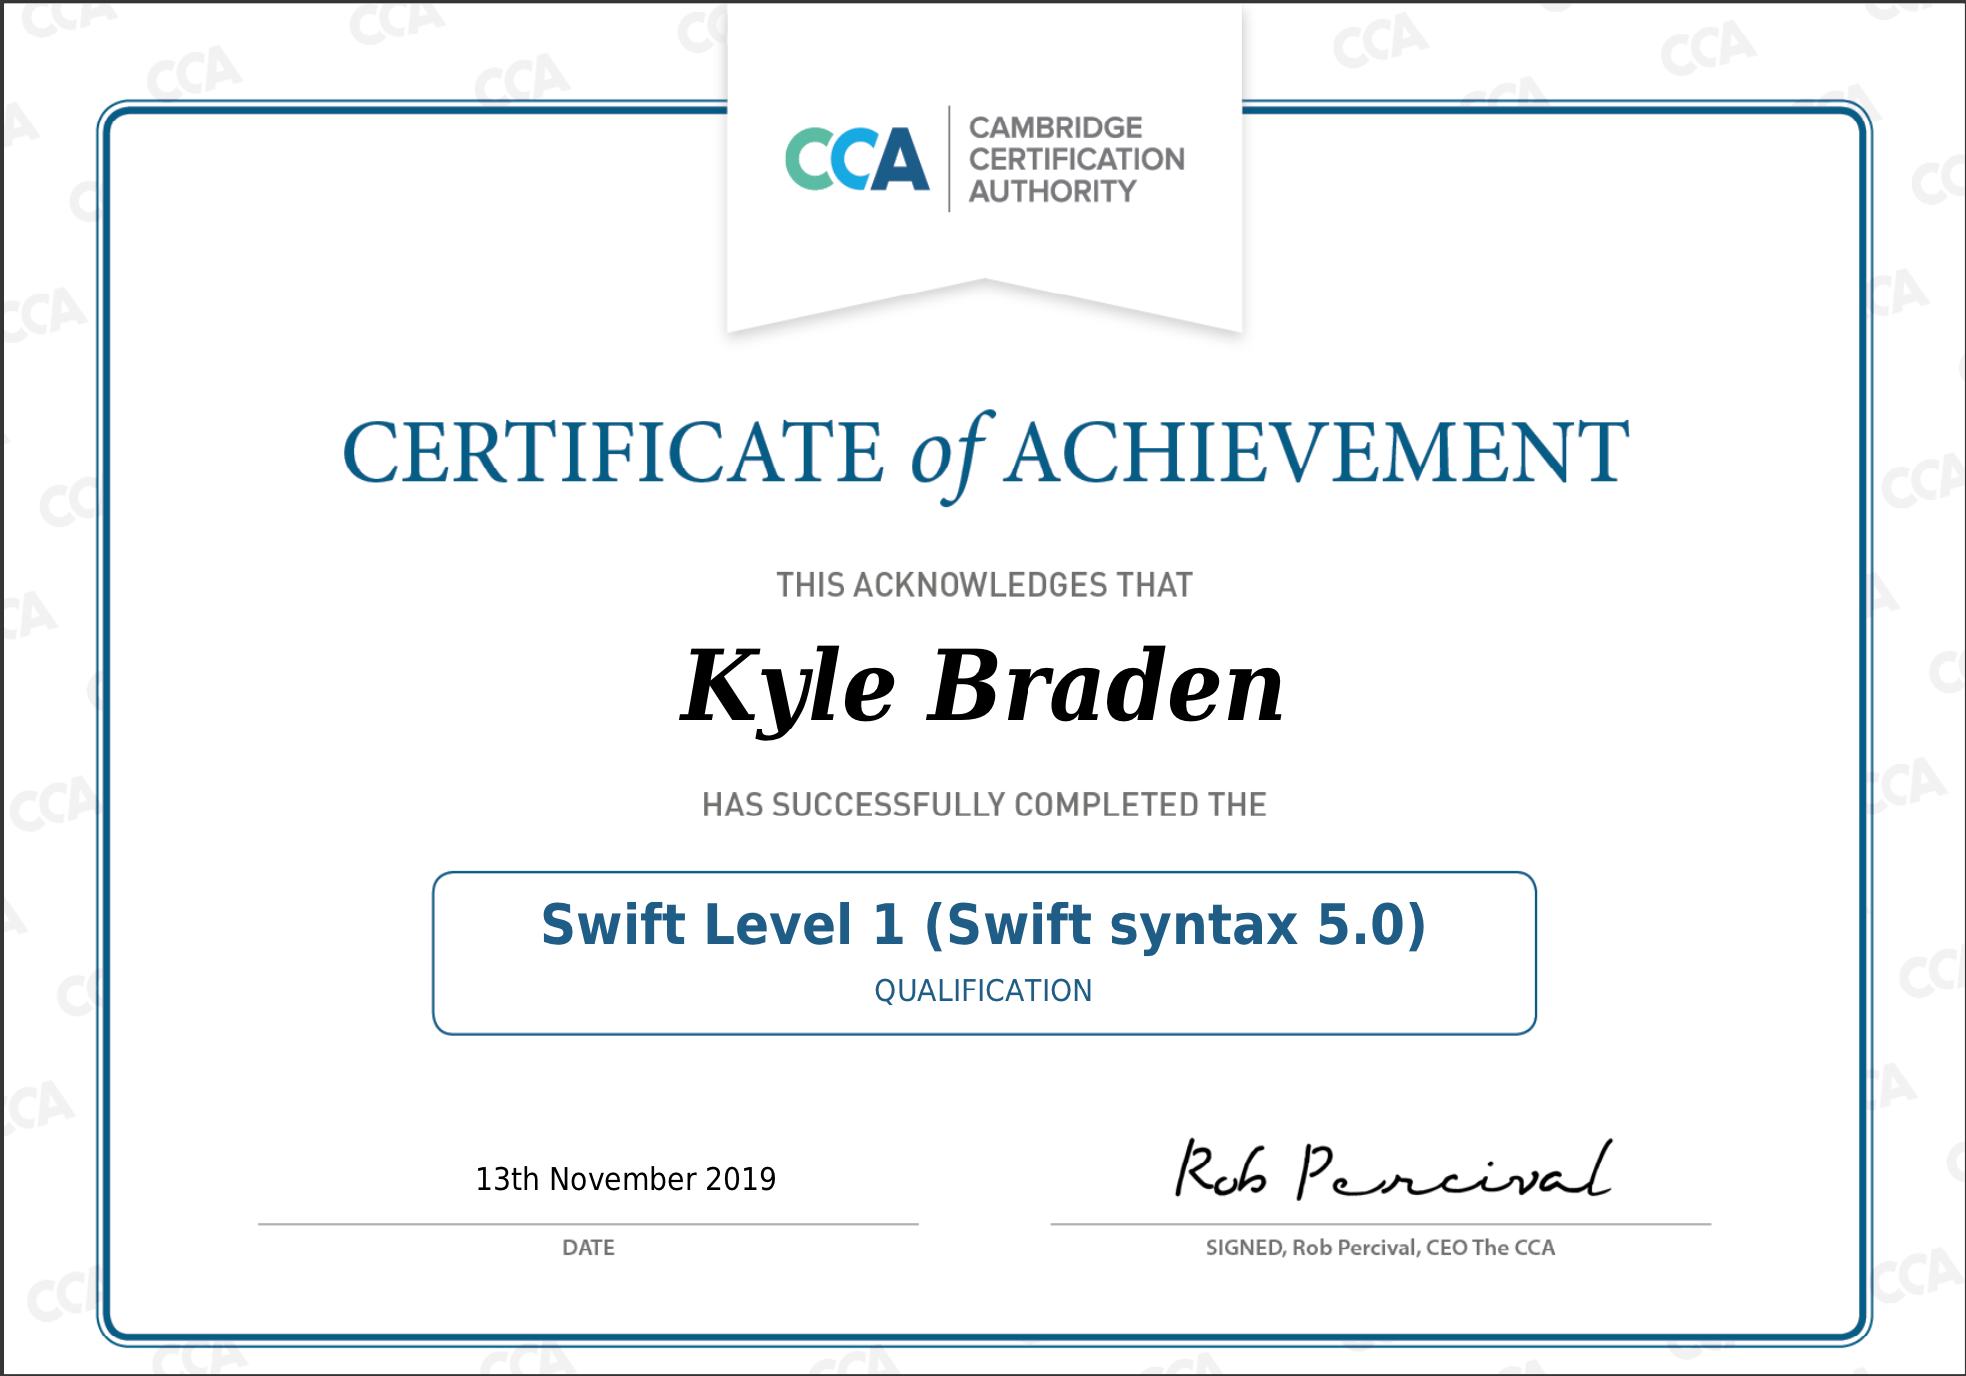 CCA
CAMBRIDGE
CERTIFICATION
AUTHORITY
CERTIFICATE of ACHIEVEMENT
THIS ACKNOWLEDGES THAT
Kyle Braden
HAS SUCCESSFULLY COMPLETED THE
Swift Level 1 (Swift syntax 5.0)
QUALIFICATION
13th November 2019
Rob Percival
DATE
SIGNED, Rob Percival, CEO The CCA